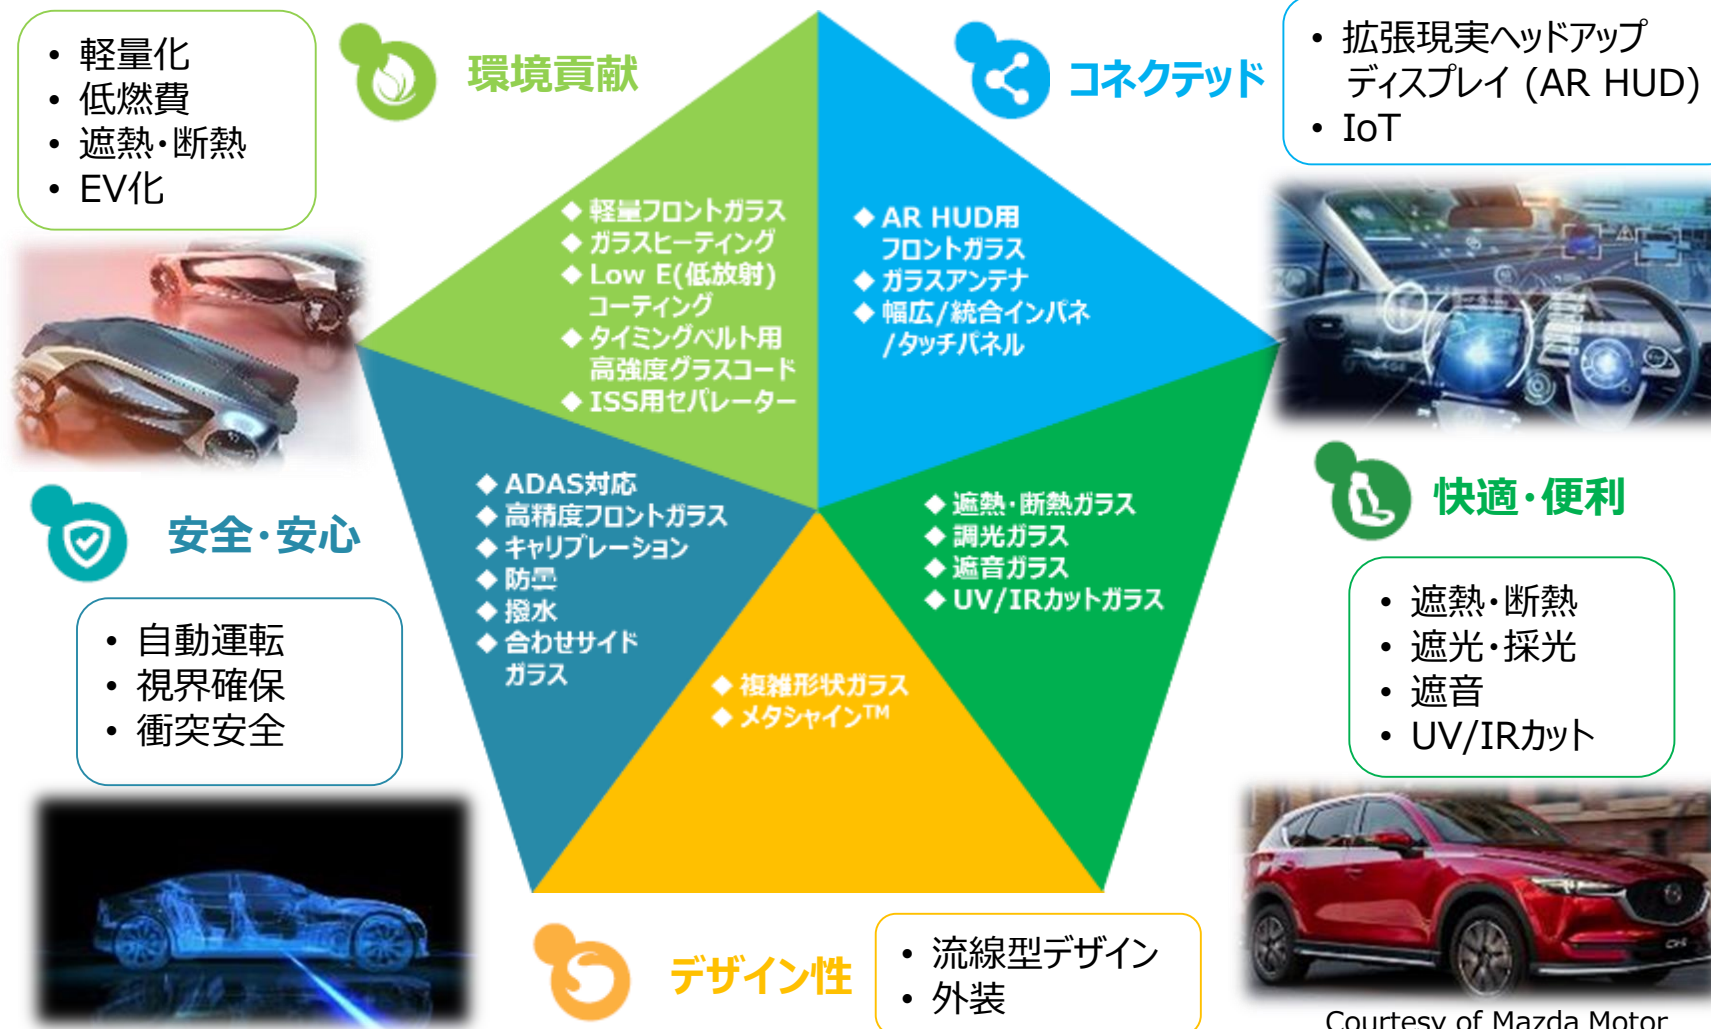 • 軽量化
• 低燃費
• 遮熱・断熱
• EV化
環境貢献
コネクテッド
• 拡張現実ヘッドアップ
ディスプレイ (AR HUD)
• IoT
◆ 軽量フロントガラス
◆ ガラスヒーティング
◆ Low E(低放射)
コーティング
◆ タイミングベルト用
高強度グラスコード
◆ ISS用セパレーター
◆ AR HUD用
フロントガラス
◆ ガラスアンテナ
◆ 幅広/統合インパネ
/タッチパネル
安全・安心
• 自動運転
• 視界確保
• 衝突安全
◆ ADAS対応
◆ 高精度フロントガラス
◆ キャリブレーション
◆ 防曇
◆ 撥水
◆ 合わせサイド
ガラス
◆ 遮熱・断熱ガラス
◆ 調光ガラス
◆ 遮音ガラス
◆ UV/IRカットガラス
快適・便利
• 遮熱・断熱
• 遮光・採光
• 遮音
• UV/IRカット
◆ 複雑形状ガラス
◆ メタシャイン™
デザイン性
• 流線型デザイン
• 外装
Courtesy of Mazda Motor